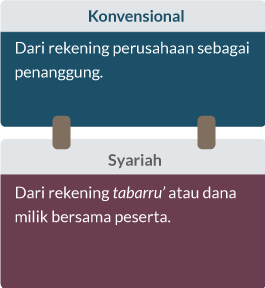 Konvensional
Dari rekening perusahaan sebagai
penanggung.
Syariah
Dari rekening tabarru’ atau dana
milik bersama peserta.